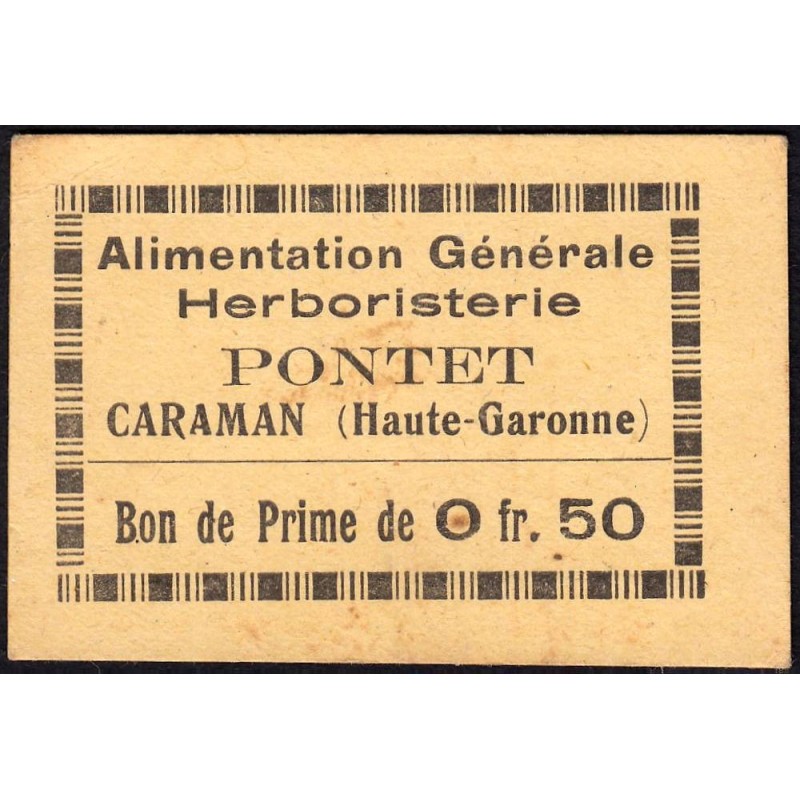 Alimentation Générale
Herboristerie
PONTET
CARAMAN (Haute-Garonne)
Bon de Prime de 0 fr. 50